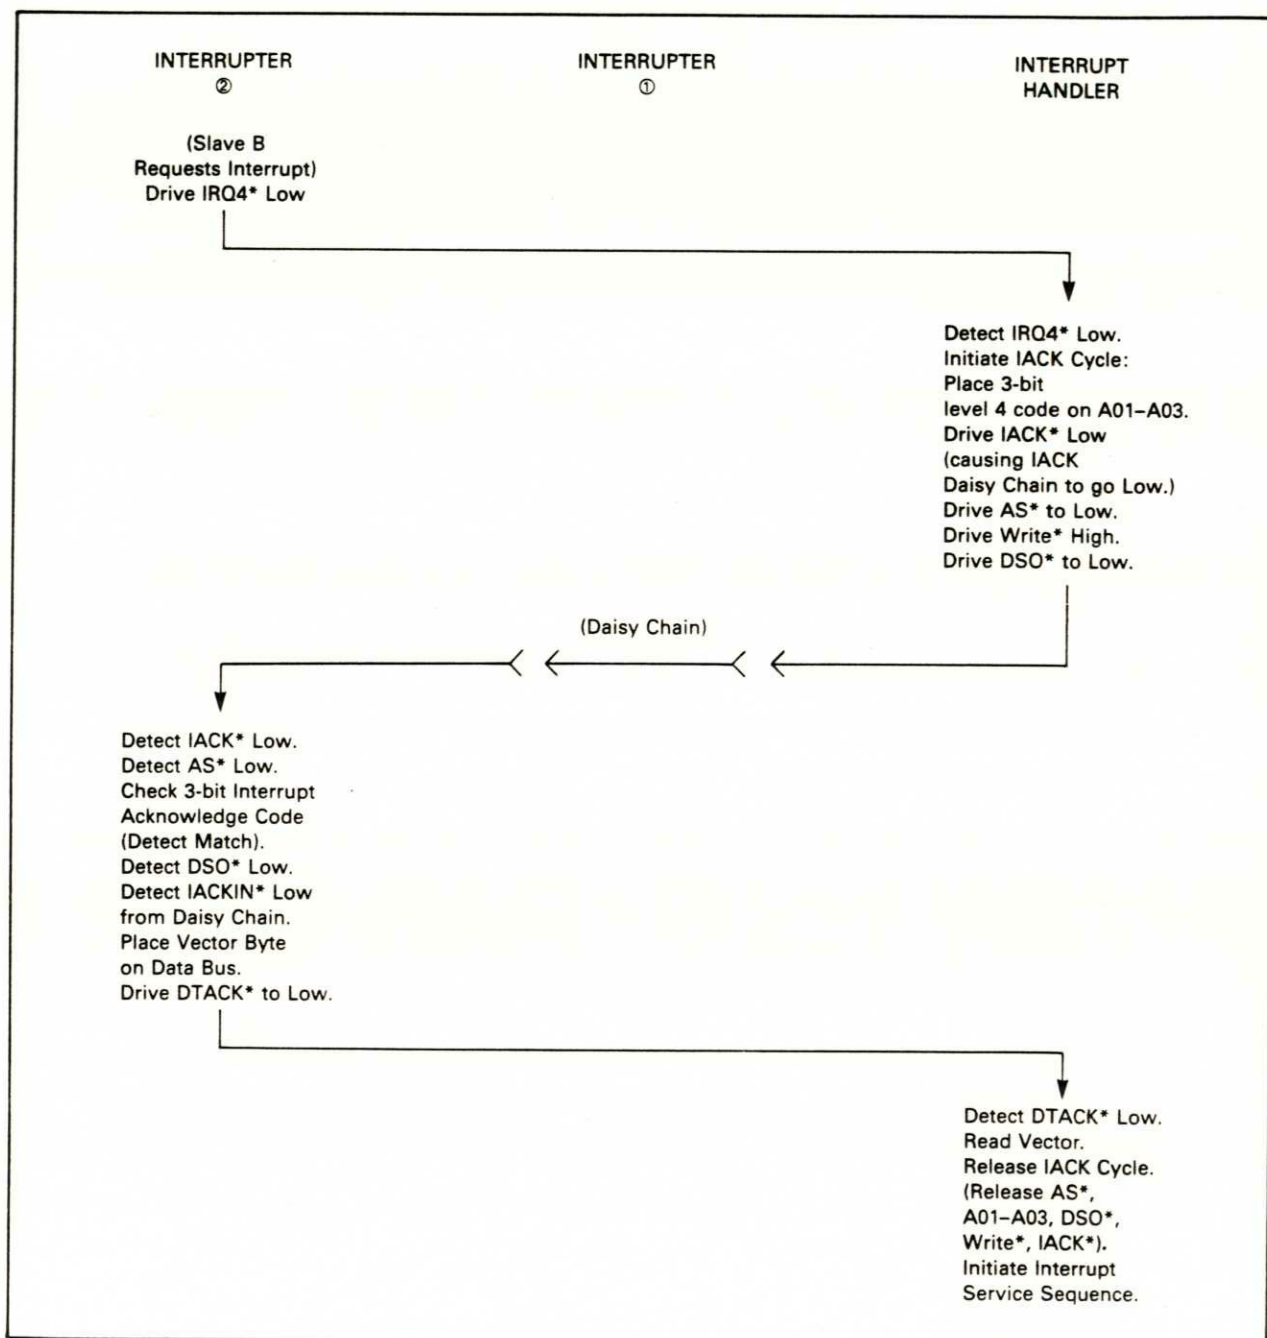 INTERRUPTER
②
INTERRUPTER
①
INTERRUPT
HANDLER
(Slave B
Requests Interrupt)
Drive IRQ4* Low
Detect IRQ4* Low.
Initiate IACK Cycle:
Place 3-bit
level 4 code on A01–A03.
Drive IACK* Low
(causing IACK
Daisy Chain to go Low.)
Drive AS* to Low.
Drive Write* High.
Drive DSO* to Low.
(Daisy Chain)
Detect IACK* Low.
Detect AS* Low.
Check 3-bit Interrupt
Acknowledge Code
(Detect Match).
Detect DSO* Low.
Detect IACKIN* Low
from Daisy Chain.
Place Vector Byte
on Data Bus.
Drive DTACK* to Low.
Detect DTACK* Low.
Read Vector.
Release IACK Cycle.
(Release AS*,
A01–A03, DSO*,
Write*, IACK*).
Initiate Interrupt
Service Sequence.